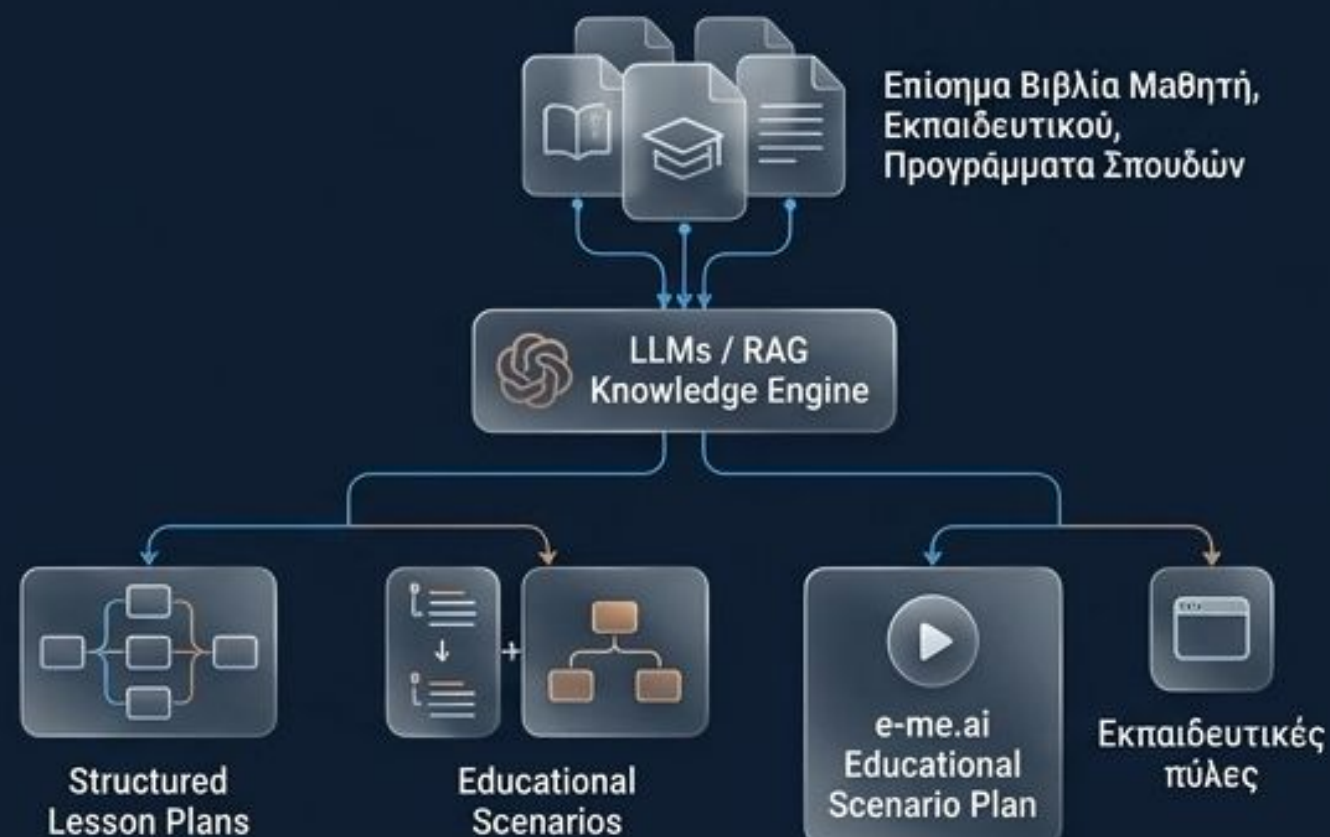 Επίσημα Βιβλία Μαθητή,
Εκπαιδευτικού,
Προγράμματα Σπουδών
LLMs / RAG
Knowledge Engine
Structured
Lesson Plans
Educational
Scenarios
e-me.ai
Educational
Scenario Plan
Εκπαιδευτικές
πύλες